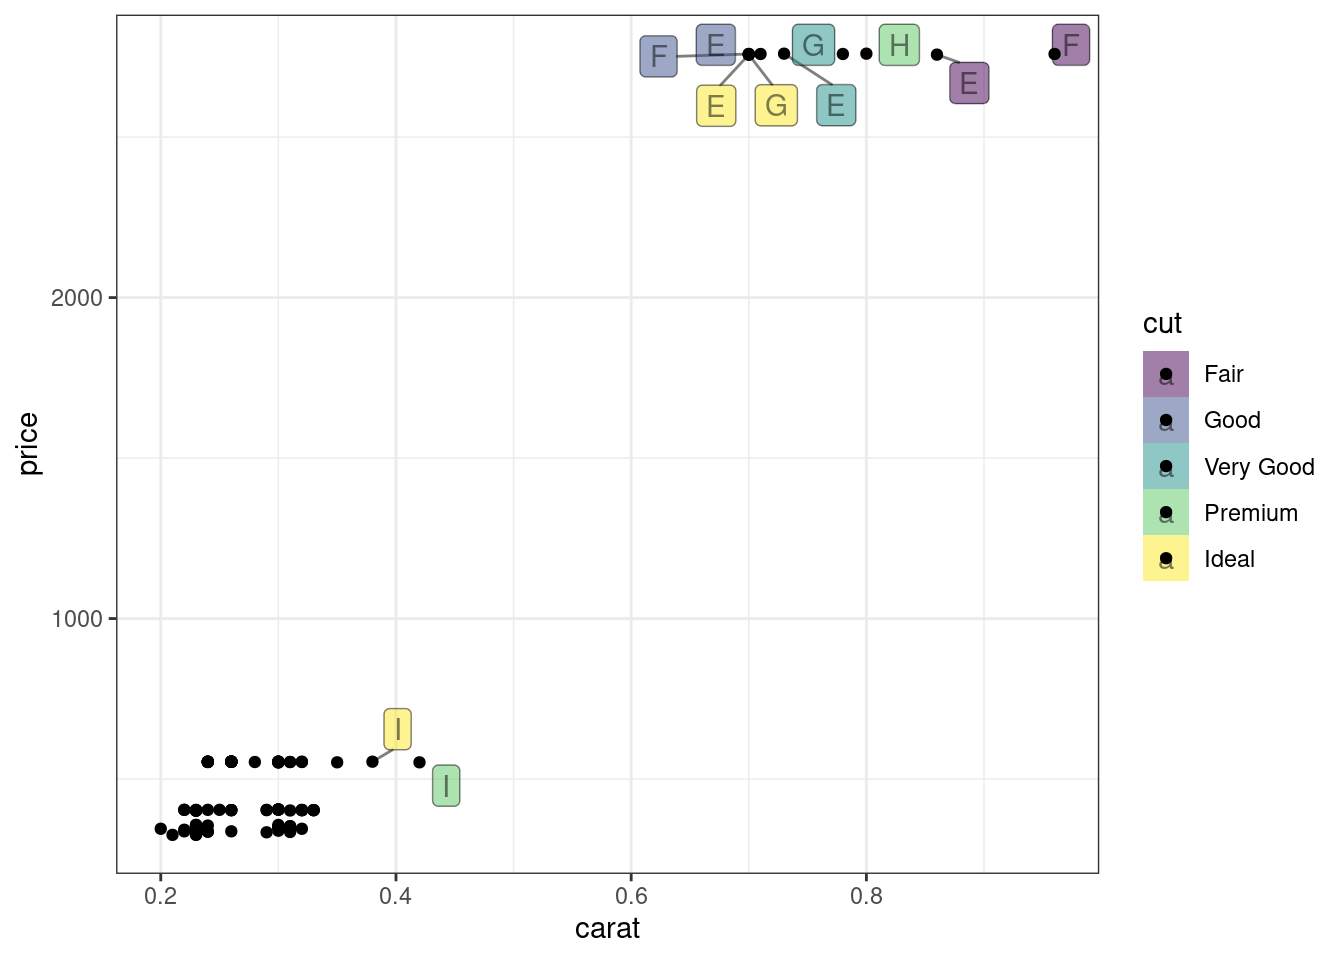 F E G H F
E
E G E
2000
price
1000
I
I
0.2 0.4 0.6 0.8
carat
cut
a Fair
a Good
a Very Good
a Premium
a Ideal